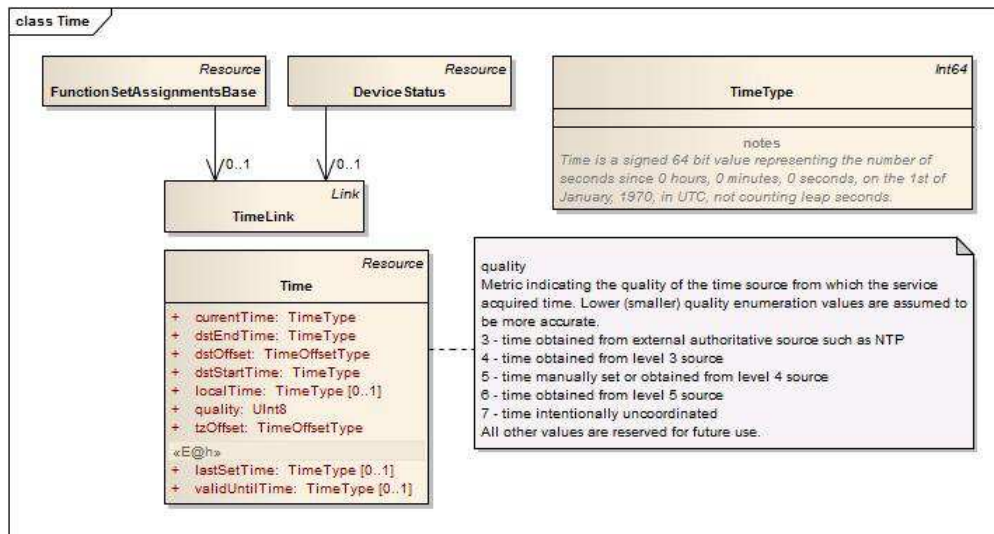 class Time
Resource
FunctionSetAssignmentsBase
Resource
DeviceStatus
Int64
TimeType
notes
Time is a signed 64 bit value representing the number of
seconds since 0 hours, 0 minutes, 0 seconds, on the 1st of
January, 1970, in UTC, not counting leap seconds.
0..1
0..1
Link
TimeLink
Resource
Time
+ currentTime: TimeType
+ dstEndTime: TimeType
+ dstOffset: TimeOffsetType
+ dstStartTime: TimeType
+ localTime: TimeType [0..1]
+ quality: UInt8
+ tzOffset: TimeOffsetType
«E@h»
+ lastSetTime: TimeType [0..1]
+ validUntilTime: TimeType [0..1]
quality
Metric indicating the quality of the time source from which the service
acquired time. Lower (smaller) quality enumeration values are assumed to
be more accurate.
3 - time obtained from external authoritative source such as NTP
4 - time obtained from level 3 source
5 - time manually set or obtained from level 4 source
6 - time obtained from level 5 source
7 - time intentionally uncoordinated
All other values are reserved for future use.